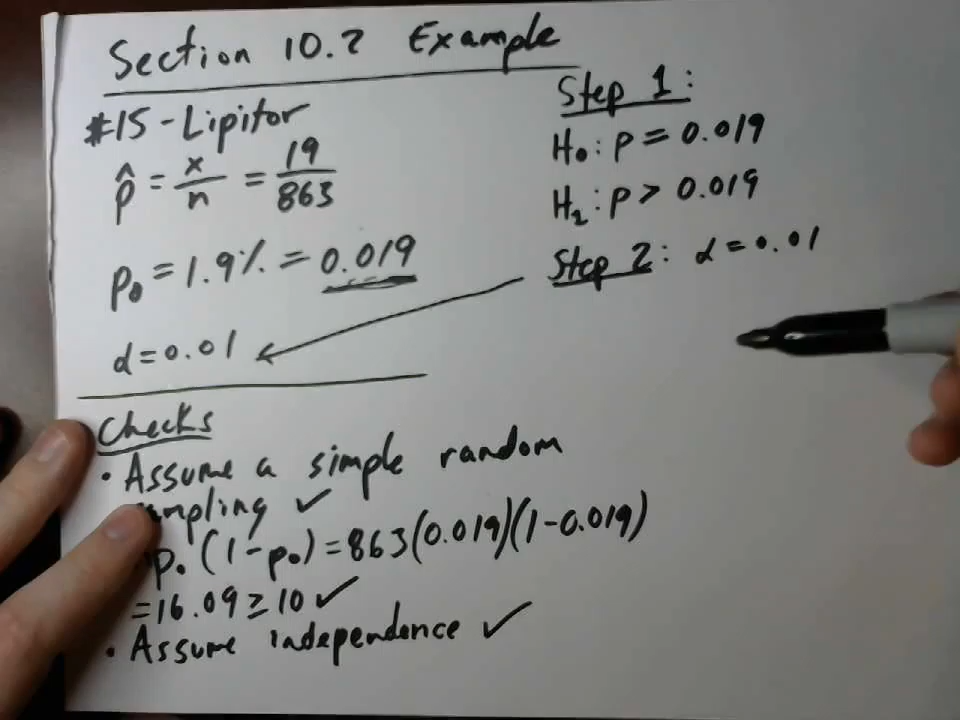 Section 10.2 Example
#15 - Lipitor
p̂ = x/n = 19/863
p₀ = 1.9% = 0.019
α = 0.01
Step 1:
H₀: p = 0.019
H₂: p > 0.019
Step 2: α = 0.01
Checks
• Assume a simple random
✓
p₀ (1 - p₀) = 863(0.019)(1 - 0.019)
= 16.09 ≥ 10 ✓
• Assume independence ✓